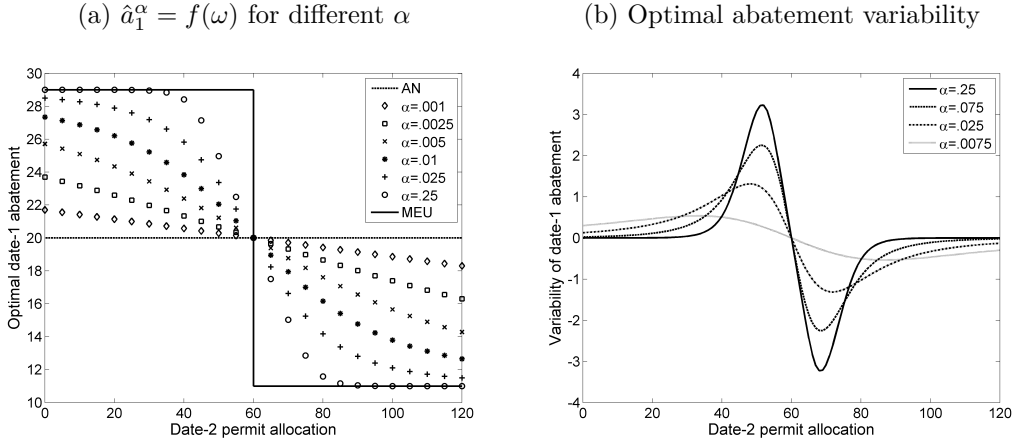 (a) â₁^α = f(ω) for different α
30
28
26
24
22
20
18
16
14
12
10
0 20 40 60 80 100 120
Optimal date-1 abatement
Date-2 permit allocation
AN
α=.001
α=.0025
α=.005
α=.01
α=.025
α=.25
MEU
(b) Optimal abatement variability
4
3
2
1
0
-1
-2
-3
-4
0 20 40 60 80 100 120
Variability of date-1 abatement
Date-2 permit allocation
α=.25
α=.075
α=.025
α=.0075